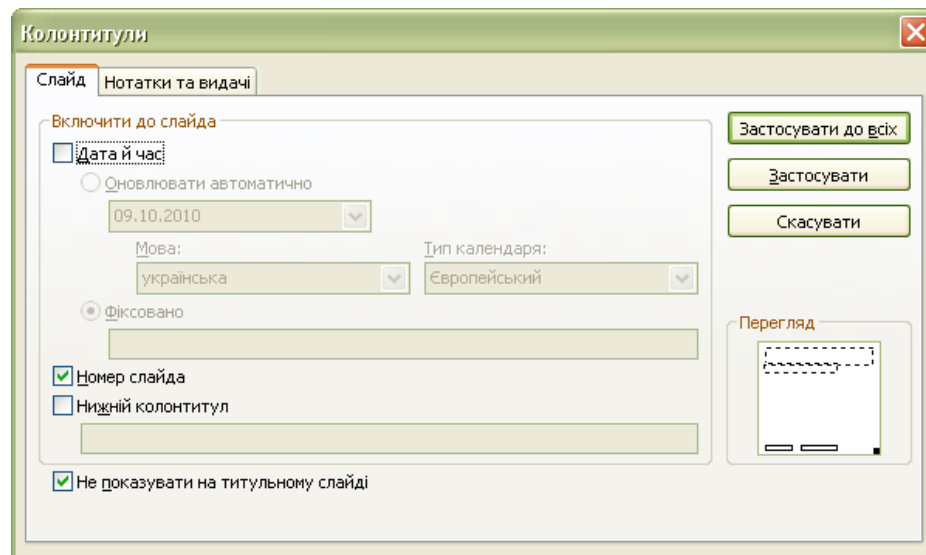 Колонтитули
Слайд Нотатки та видачі
Включити до слайда
Дата й час
Оновлювати автоматично
09.10.2010
Мова: Тип календаря:
українська Європейський
Фіксовано
Номер слайда
Нижній колонтитул
Не показувати на титульному слайді
Застосувати до всіх
Застосувати
Скасувати
Перегляд